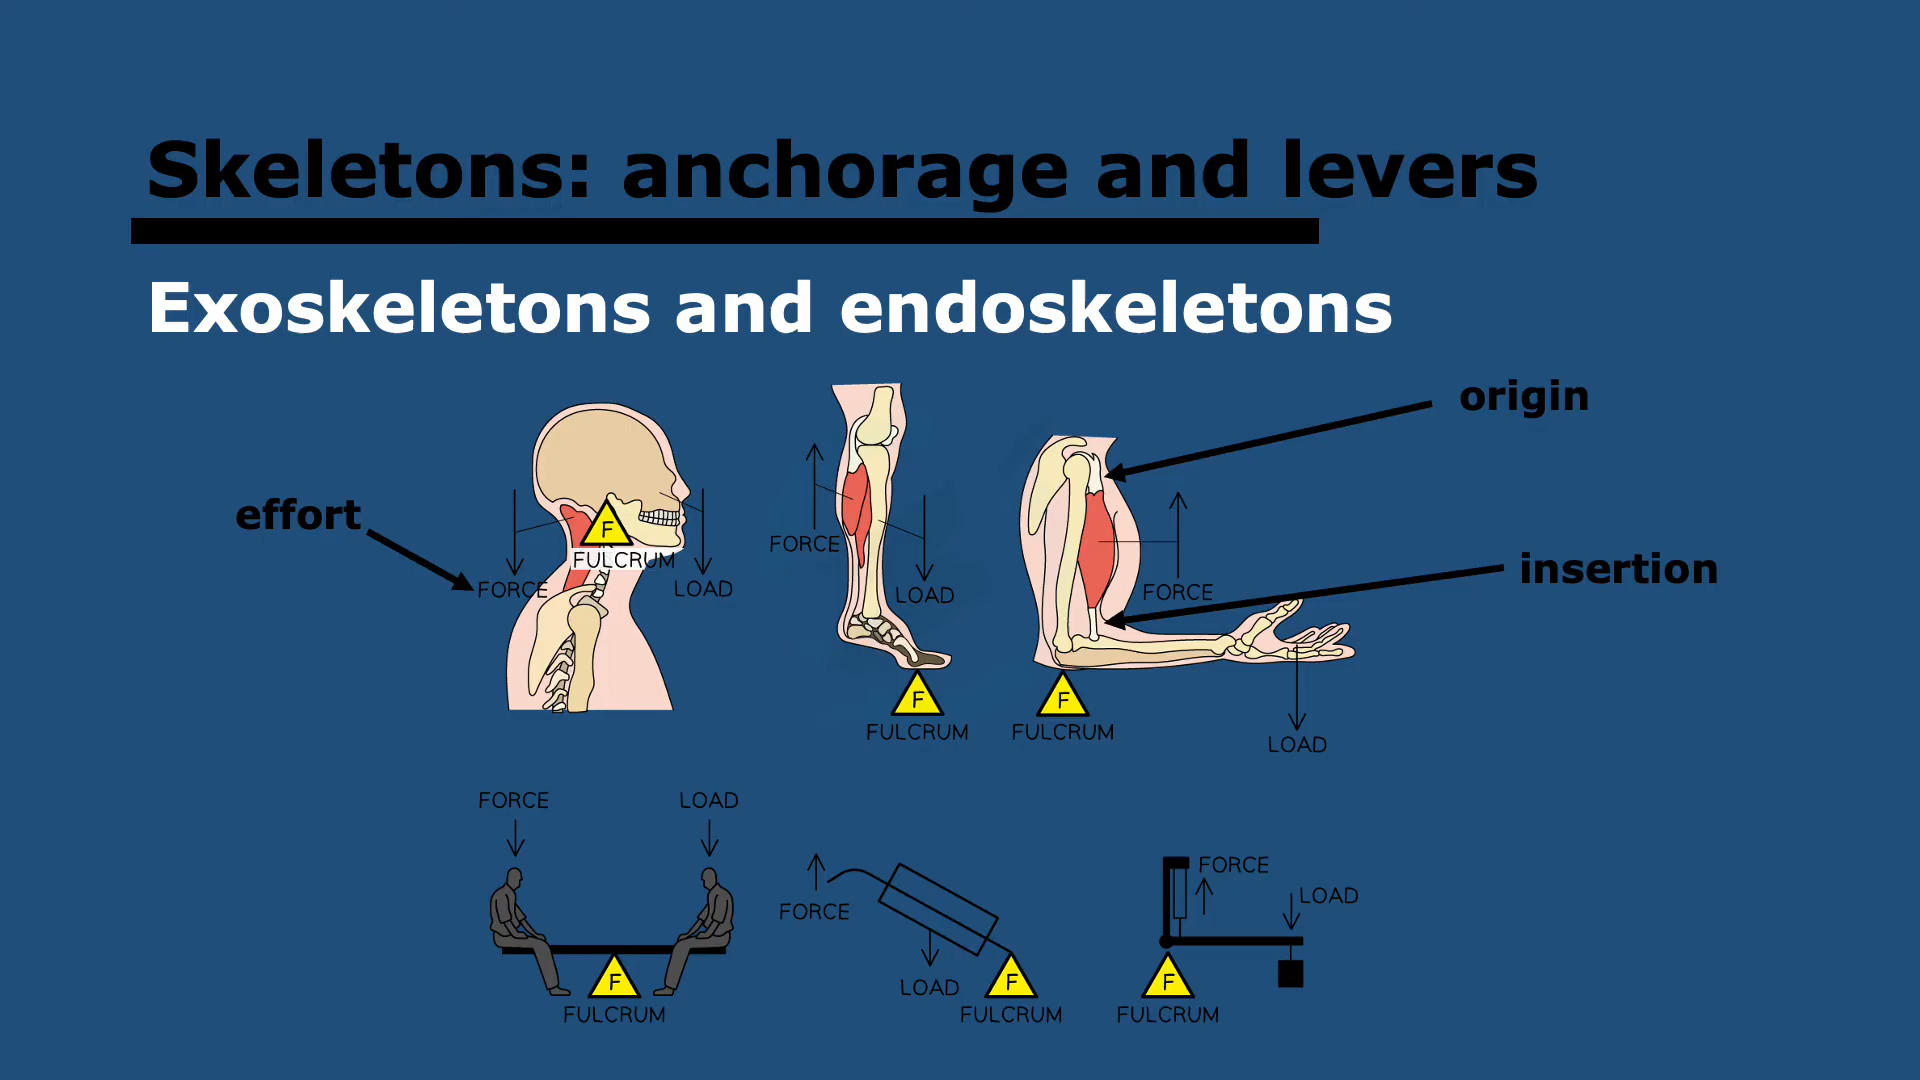 Skeletons: anchorage and levers
Exoskeletons and endoskeletons
origin
effort
insertion
F
FULCRUM
FORCE
LOAD
FORCE
LOAD
F
FULCRUM
FORCE
F
FULCRUM
LOAD
FORCE
LOAD
F
FULCRUM
FORCE
LOAD
F
FULCRUM
FORCE
LOAD
F
FULCRUM